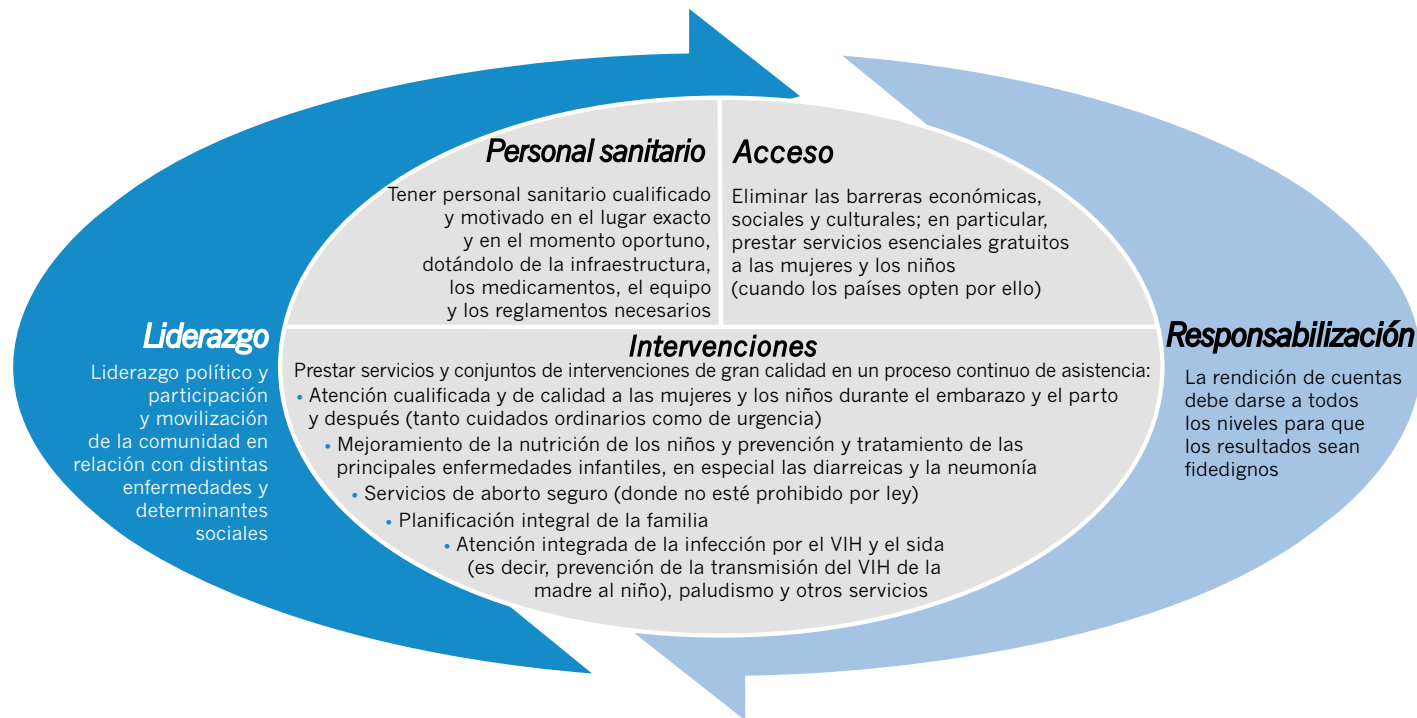 Personal sanitario
Tener personal sanitario cualificado
y motivado en el lugar exacto
y en el momento oportuno,
dotándolo de la infraestructura,
los medicamentos, el equipo
y los reglamentos necesarios
Acceso
Eliminar las barreras económicas,
sociales y culturales; en particular,
prestar servicios esenciales gratuitos
a las mujeres y los niños
(cuando los países opten por ello)
Liderazgo
Liderazgo político y
participación
y movilización
de la comunidad en
relación con distintas
enfermedades y
determinantes
sociales
Intervenciones
Prestar servicios y conjuntos de intervenciones de gran calidad en un proceso continuo de asistencia:
• Atención cualificada y de calidad a las mujeres y los niños durante el embarazo y el parto
y después (tanto cuidados ordinarios como de urgencia)
• Mejoramiento de la nutrición de los niños y prevención y tratamiento de las
principales enfermedades infantiles, en especial las diarreicas y la neumonía
• Servicios de aborto seguro (donde no esté prohibido por ley)
• Planificación integral de la familia
• Atención integrada de la infección por el VIH y el sida
(es decir, prevención de la transmisión del VIH de la
madre al niño), paludismo y otros servicios
Responsabilización
La rendición de cuentas
debe darse a todos
los niveles para que
los resultados sean
fidedignos